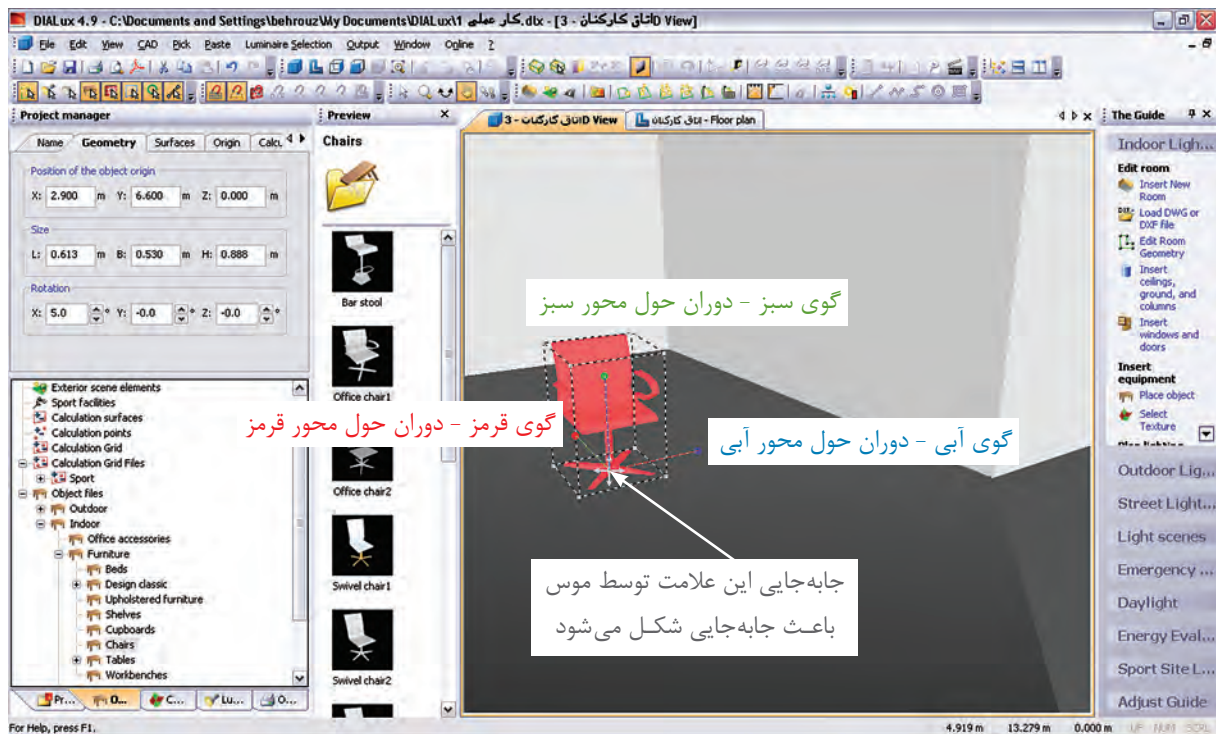 DIALux 4.9 - C:\Documents and Settings\behrouz\My Documents\DIALux\1 کار عملی.dlx - [3 - اتاق کارکنانD View]
File Edit View CAD Pick Paste Luminaire Selection Output Window Online ?
Project manager
Name Geometry Surfaces Origin Calcu
Position of the object origin
X: 2.900 m Y: 6.600 m Z: 0.000 m
Size
L: 0.613 m B: 0.530 m H: 0.888 m
Rotation
X: 5.0 ° Y: -0.0 ° Z: -0.0 °
Exterior scene elements
Sport facilities
Calculation surfaces
Calculation points
Calculation Grid
Calculation Grid Files
Sport
Object files
Outdoor
Indoor
Office accessories
Furniture
Beds
Design classic
Upholstered furniture
Shelves
Cupboards
Chairs
Tables
Workbenches
Pr... O... C... Lu... O...
Preview
Chairs
Bar stool
Office chair1
Office chair2
Swivel chair1
Swivel chair2
3 - اتاق کارکنانD View
اتاق کارکنان - Floor plan
گوی سبز - دوران حول محور سبز
گوی قرمز - دوران حول محور قرمز
گوی آبی - دوران حول محور آبی
جابه‌جایی این علامت توسط موس
باعث جابه‌جایی شکل می‌شود
The Guide
Indoor Ligh...
Edit room
Insert New
Room
Load DWG or
DXF file
Edit Room
Geometry
Insert
ceilings,
ground, and
columns
Insert
windows and
doors
Insert
equipment
Place object
Select
Texture
Outdoor Lig...
Street Light...
Light scenes
Emergency ...
Daylight
Energy Eval...
Sport Site L...
Adjust Guide
For Help, press F1.
4.919 m 13.279 m 0.000 m UF NUM SCRL